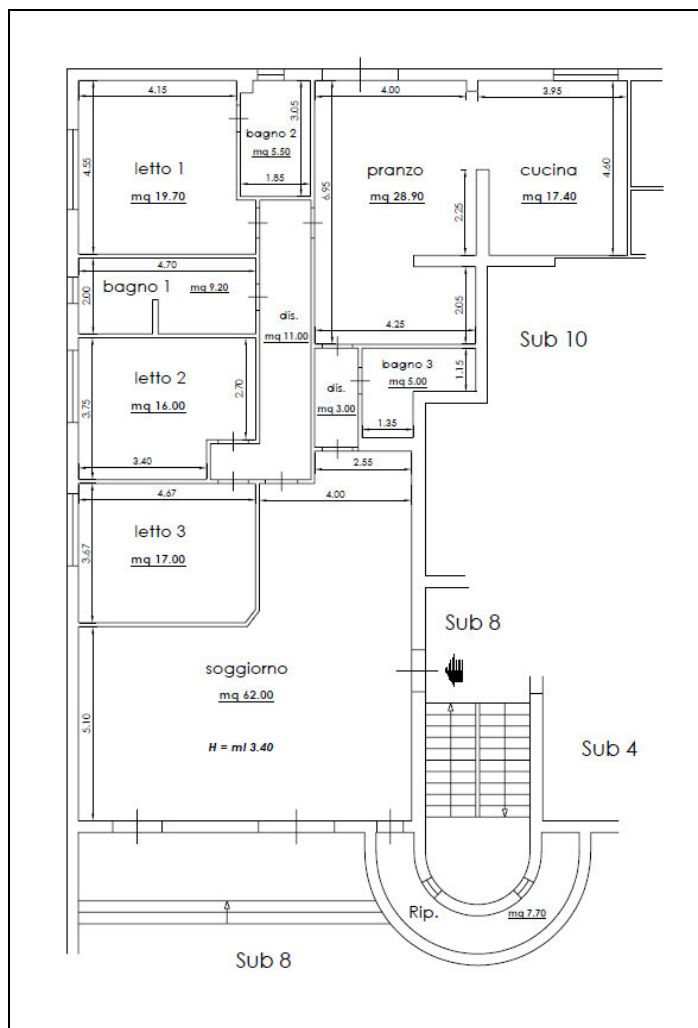 4.15
4.00
3.95
3.05
bagno 2
mq 5.50
1.85
4.55
letto 1
mq 19.70
6.95
pranzo
mq 28.90
cucina
mq 17.40
4.60
2.25
4.70
2.00
bagno 1
mq 9.20
dis.
mq 11.00
2.05
4.25
Sub 10
letto 2
mq 16.00
2.70
3.75
3.40
bagno 3
mq 5.00
1.15
dis.
mq 3.00
1.35
2.55
4.67
4.00
letto 3
mq 17.00
3.67
Sub 8
soggiorno
mq 62.00
5.10
H = ml 3.40
Sub 4
Rip.
mq 7.70
Sub 8